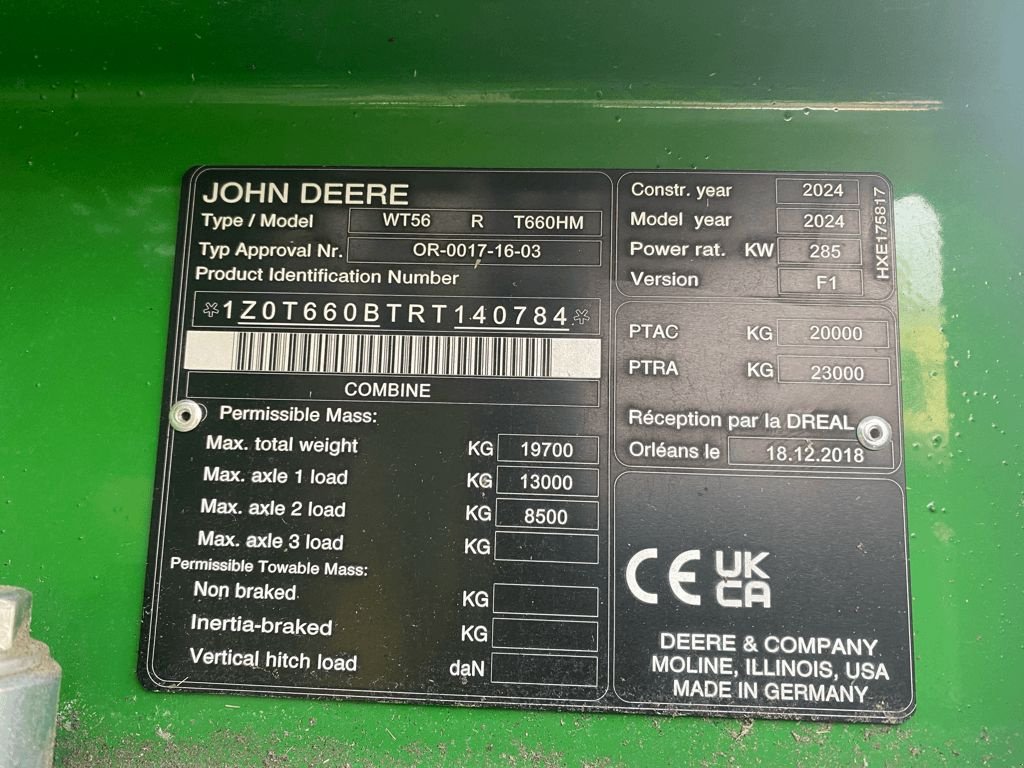 JOHN DEERE
Type / Model WT56 R T660HM
Typ Approval Nr. OR-0017-16-03
Product Identification Number
*1Z0T660BTRT140784*
COMBINE
Permissible Mass:
Max. total weight KG 19700
Max. axle 1 load KG 13000
Max. axle 2 load KG 8500
Max. axle 3 load KG
Permissible Towable Mass:
Non braked KG
Inertia-braked KG
Vertical hitch load daN
Constr. year 2024
Model year 2024
Power rat. KW 285
Version F1
HXE175817
PTAC KG 20000
PTRA KG 23000
Réception par la DREAL
Orléans le 18.12.2018
CE UK
CA
DEERE & COMPANY
MOLINE, ILLINOIS, USA
MADE IN GERMANY